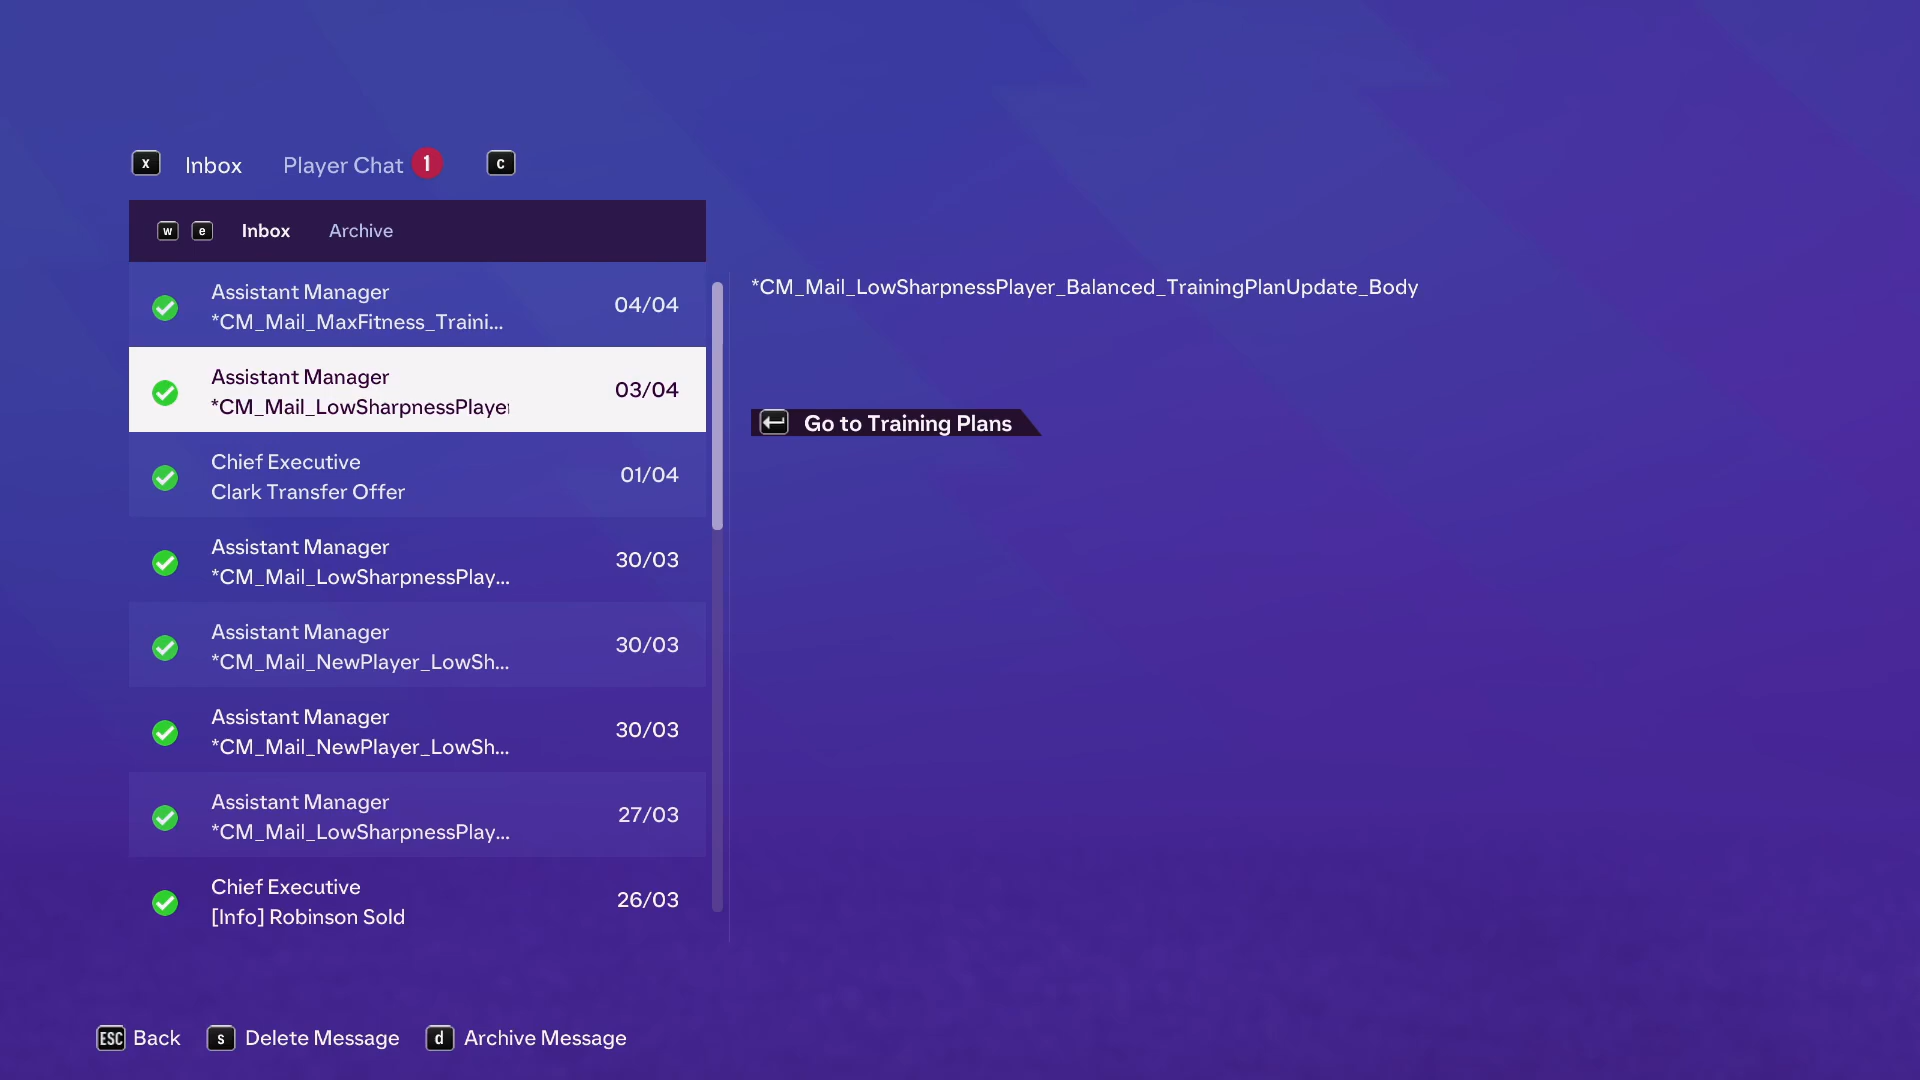 x Inbox Player Chat 1 c
w e Inbox Archive
Assistant Manager
*CM_Mail_MaxFitness_Traini...
04/04
Assistant Manager
*CM_Mail_LowSharpnessPlayer
03/04
Chief Executive
Clark Transfer Offer
01/04
Assistant Manager
*CM_Mail_LowSharpnessPlay...
30/03
Assistant Manager
*CM_Mail_NewPlayer_LowSh...
30/03
Assistant Manager
*CM_Mail_NewPlayer_LowSh...
30/03
Assistant Manager
*CM_Mail_LowSharpnessPlay...
27/03
Chief Executive
[Info] Robinson Sold
26/03
*CM_Mail_LowSharpnessPlayer_Balanced_TrainingPlanUpdate_Body
Go to Training Plans
ESC Back s Delete Message d Archive Message